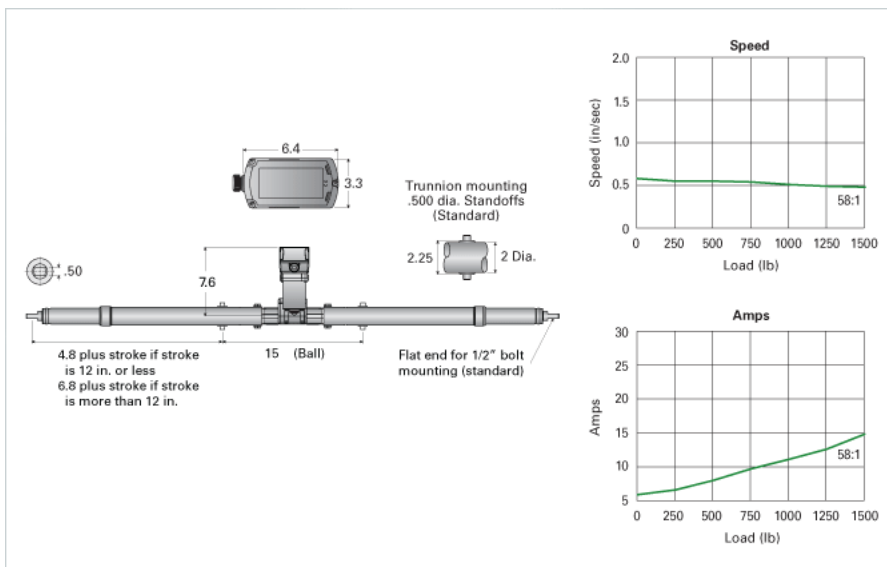 6.4
3.3
Trunnion mounting
.500 dia. Standoffs
(Standard)
2.25
2 Dia.
.50
7.6
4.8 plus stroke if stroke
is 12 in. or less
6.8 plus stroke if stroke
is more than 12 in.
15 (Ball)
Flat end for 1/2" bolt
mounting (standard)
Speed
Speed (in/sec)
2.0
1.5
1.0
0.5
0
58:1
0 250 500 750 1000 1250 1500
Load (lb)
Amps
Amps
30
25
20
15
10
5
58:1
0 250 500 750 1000 1250 1500
Load (lb)